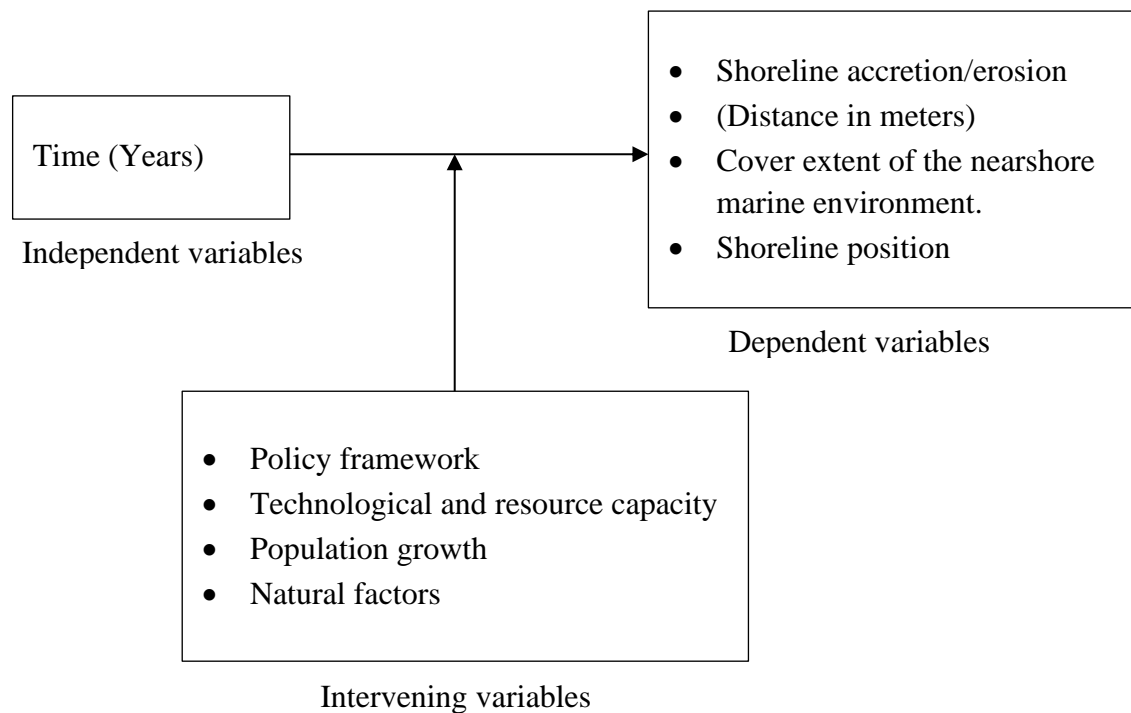 Time (Years)
Independent variables
• Shoreline accretion/erosion
• (Distance in meters)
• Cover extent of the nearshore
marine environment.
• Shoreline position
Dependent variables
• Policy framework
• Technological and resource capacity
• Population growth
• Natural factors
Intervening variables